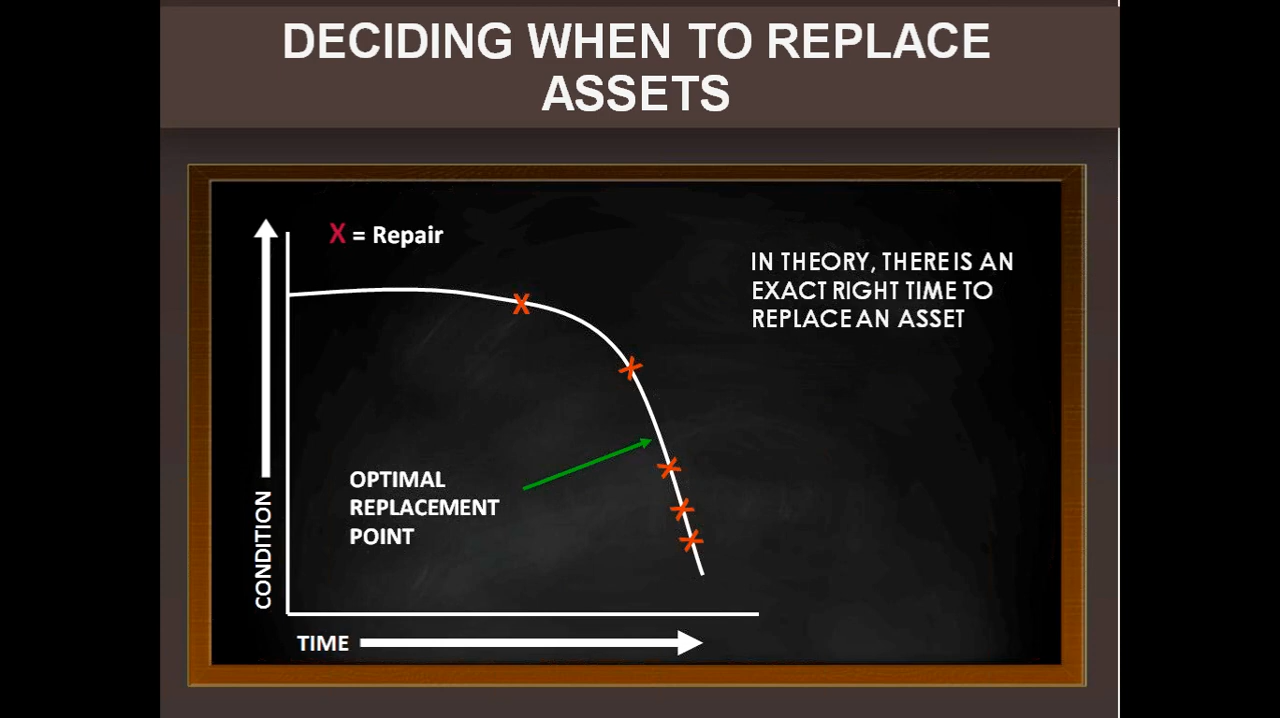 DECIDING WHEN TO REPLACE
ASSETS
X = Repair
IN THEORY, THERE IS AN
EXACT RIGHT TIME TO
REPLACE AN ASSET
X
X
X
X
X
OPTIMAL
REPLACEMENT
POINT
CONDITION
TIME